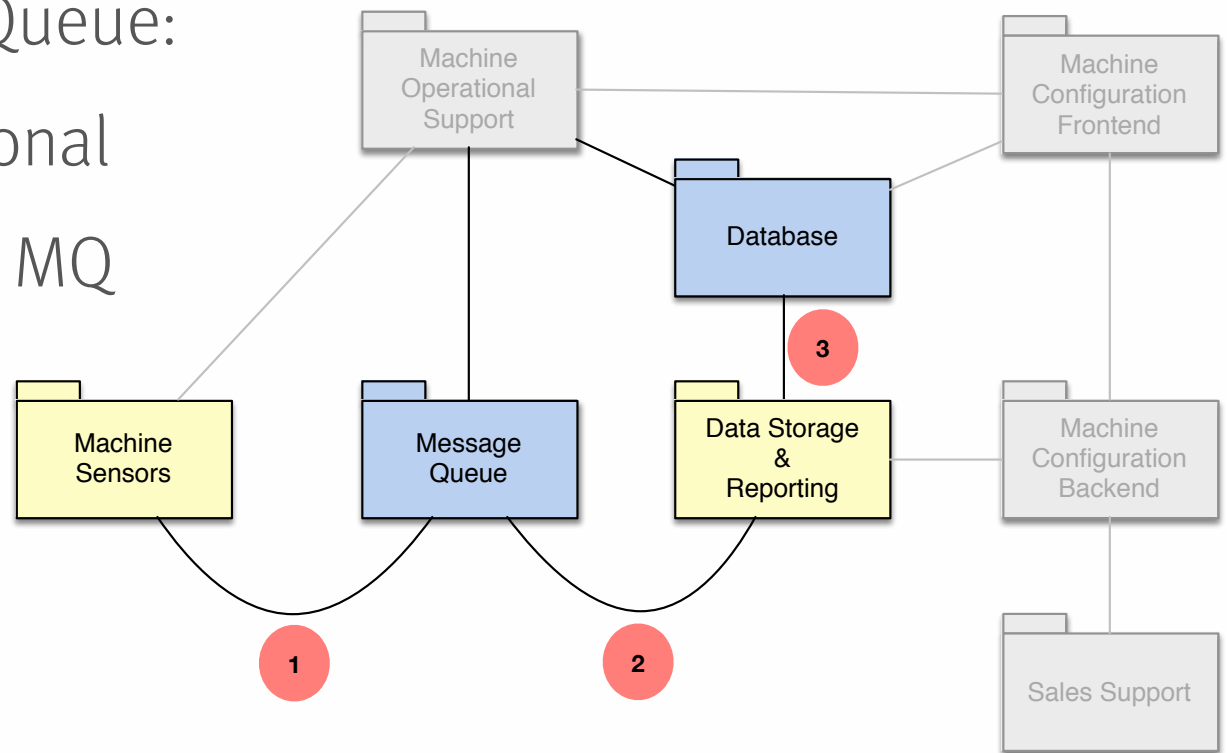 Queue:
onal
MQ
Machine
Operational
Support
Machine
Configuration
Frontend
Database
3
Machine
Sensors
Message
Queue
Data Storage
&
Reporting
Machine
Configuration
Backend
1
2
Sales Support